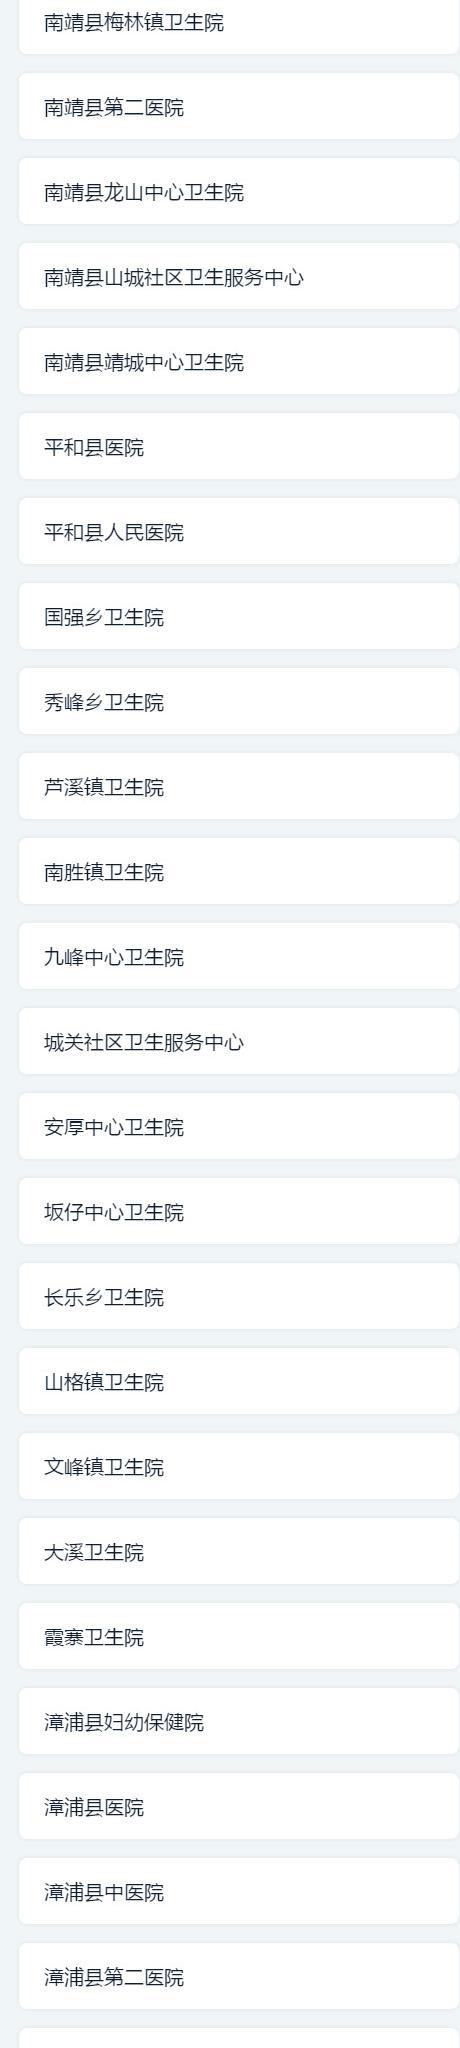 南靖县梅林镇卫生院
南靖县第二医院
南靖县龙山中心卫生院
南靖县山城社区卫生服务中心
南靖县靖城中心卫生院
平和县医院
平和县人民医院
国强乡卫生院
秀峰乡卫生院
芦溪镇卫生院
南胜镇卫生院
九峰中心卫生院
城关社区卫生服务中心
安厚中心卫生院
坂仔中心卫生院
长乐乡卫生院
山格镇卫生院
文峰镇卫生院
大溪卫生院
霞寨卫生院
漳浦县妇幼保健院
漳浦县医院
漳浦县中医院
漳浦县第二医院